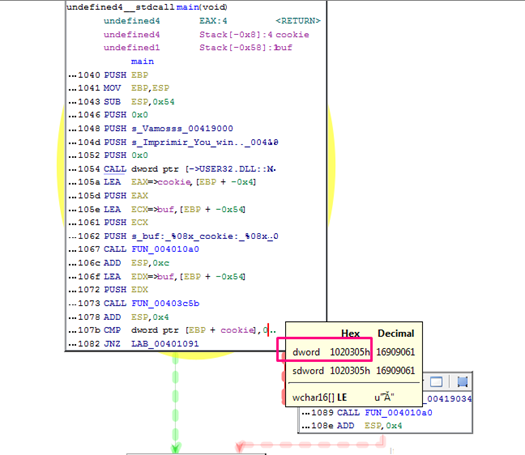 undefined4 __stdcall main(void)
undefined4 EAX:4 <RETURN>
undefined4 Stack[-0x8]:4 cookie
undefined1 Stack[-0x58]:1 buf
main
...1040 PUSH EBP
...1041 MOV EBP,ESP
...1043 SUB ESP,0x54
...1046 PUSH 0x0
...1048 PUSH s_Vamosss_00419000
...104d PUSH s_Imprimir_You_win.._00419
...1052 PUSH 0x0
...1054 CALL dword ptr [->USER32.DLL::M
...105a LEA EAX=>cookie,[EBP + -0x4]
...105d PUSH EAX
...105e LEA ECX=>buf,[EBP + -0x54]
...1061 PUSH ECX
...1062 PUSH s_buf:_%08x_cookie:_%08x_0
...1067 CALL FUN_004010a0
...106c ADD ESP,0xc
...106f LEA EDX=>buf,[EBP + -0x54]
...1072 PUSH EDX
...1073 CALL FUN_00403c5b
...1078 ADD ESP,0x4
...107b CMP dword ptr [EBP + cookie],0...
...1082 JNZ LAB_00401091
Hex Decimal
dword 1020305h 16909061
sdword 1020305h 16909061
wchar16[] LE
_00419034
...1089 CALL FUN_004010a0
...108e ADD ESP,0x4